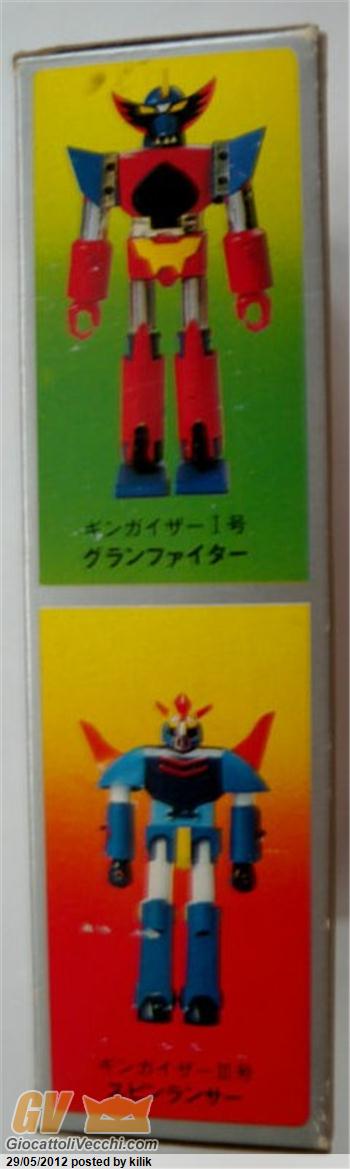 ギンガイザーⅠ号
グランファイター
ギンガイザーⅢ号
スピンランサー
GV
GiocattoliVecchi.com
29/05/2012 posted by kilik